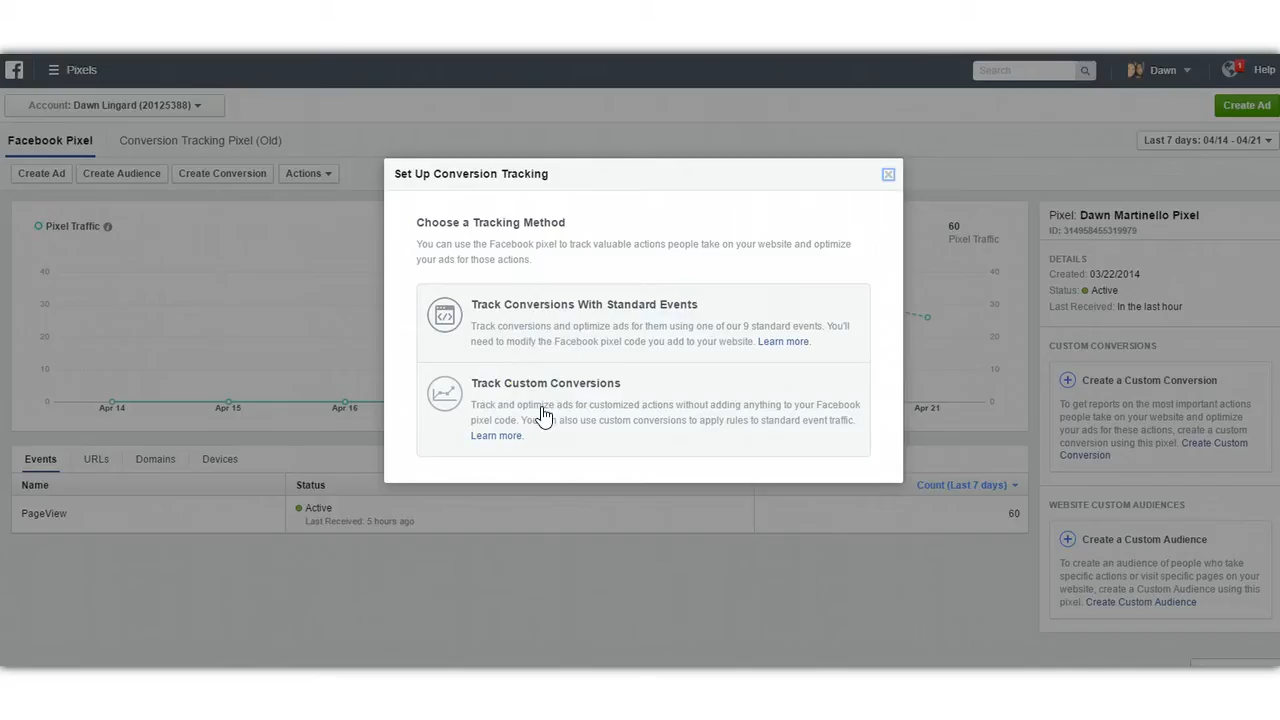 Pixels
Search
Dawn
1
Help
Account: Dawn Lingard (20125388)
Create Ad
Facebook Pixel
Conversion Tracking Pixel (Old)
Last 7 days: 04/14 - 04/21
Create Ad
Create Audience
Create Conversion
Actions
Set Up Conversion Tracking
Choose a Tracking Method
You can use the Facebook pixel to track valuable actions people take on your website and optimize
your ads for those actions.
Track Conversions With Standard Events
Track conversions and optimize ads for them using one of our 9 standard events. You'll
need to modify the Facebook pixel code you add to your website. Learn more.
Track Custom Conversions
Track and optimize ads for customized actions without adding anything to your Facebook
pixel code. You also use custom conversions to apply rules to standard event traffic.
Learn more.
Pixel Traffic
60
Pixel Traffic
40
30
20
10
0
40
30
20
10
0
Apr 14
Apr 15
Apr 16
Apr 21
Pixel: Dawn Martinello Pixel
ID: 314958455319979
DETAILS
Created: 03/22/2014
Status: Active
Last Received: In the last hour
CUSTOM CONVERSIONS
Create a Custom Conversion
To get reports on the most important actions
people take on your website and optimize
your ads for these actions, create a custom
conversion using this pixel. Create Custom
Conversion
WEBSITE CUSTOM AUDIENCES
Create a Custom Audience
To create an audience of people who take
specific actions or visit specific pages on your
website, create a Custom Audience using this
pixel. Create Custom Audience
Events
URLs
Domains
Devices
Name
Status
Count (Last 7 days)
PageView
Active
Last Received: 5 hours ago
60